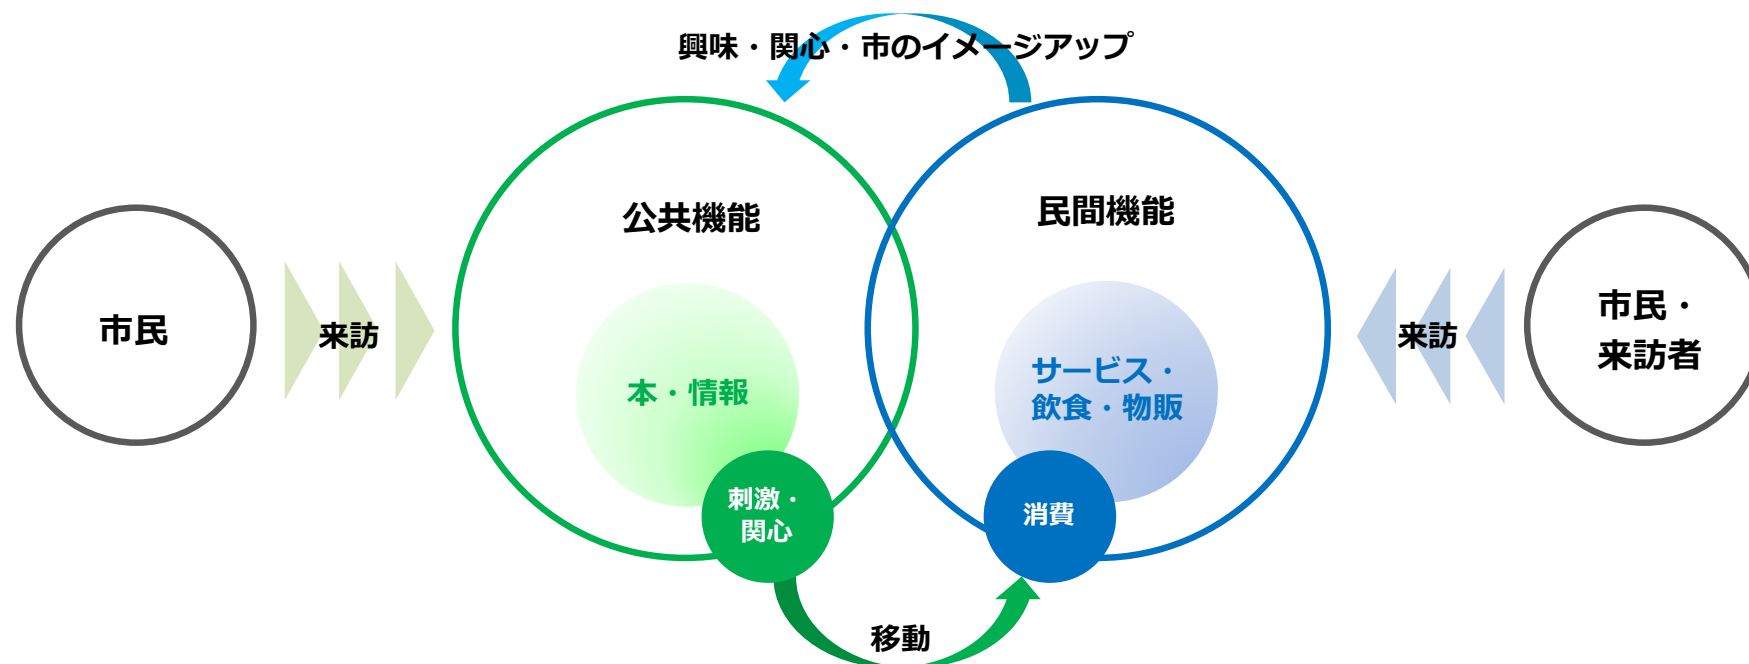 興味・関心・市のイメージアップ
公共機能
民間機能
市民
来訪
本・情報
サービス・
飲食・物販
来訪
市民・
来訪者
刺激・
関心
消費
移動